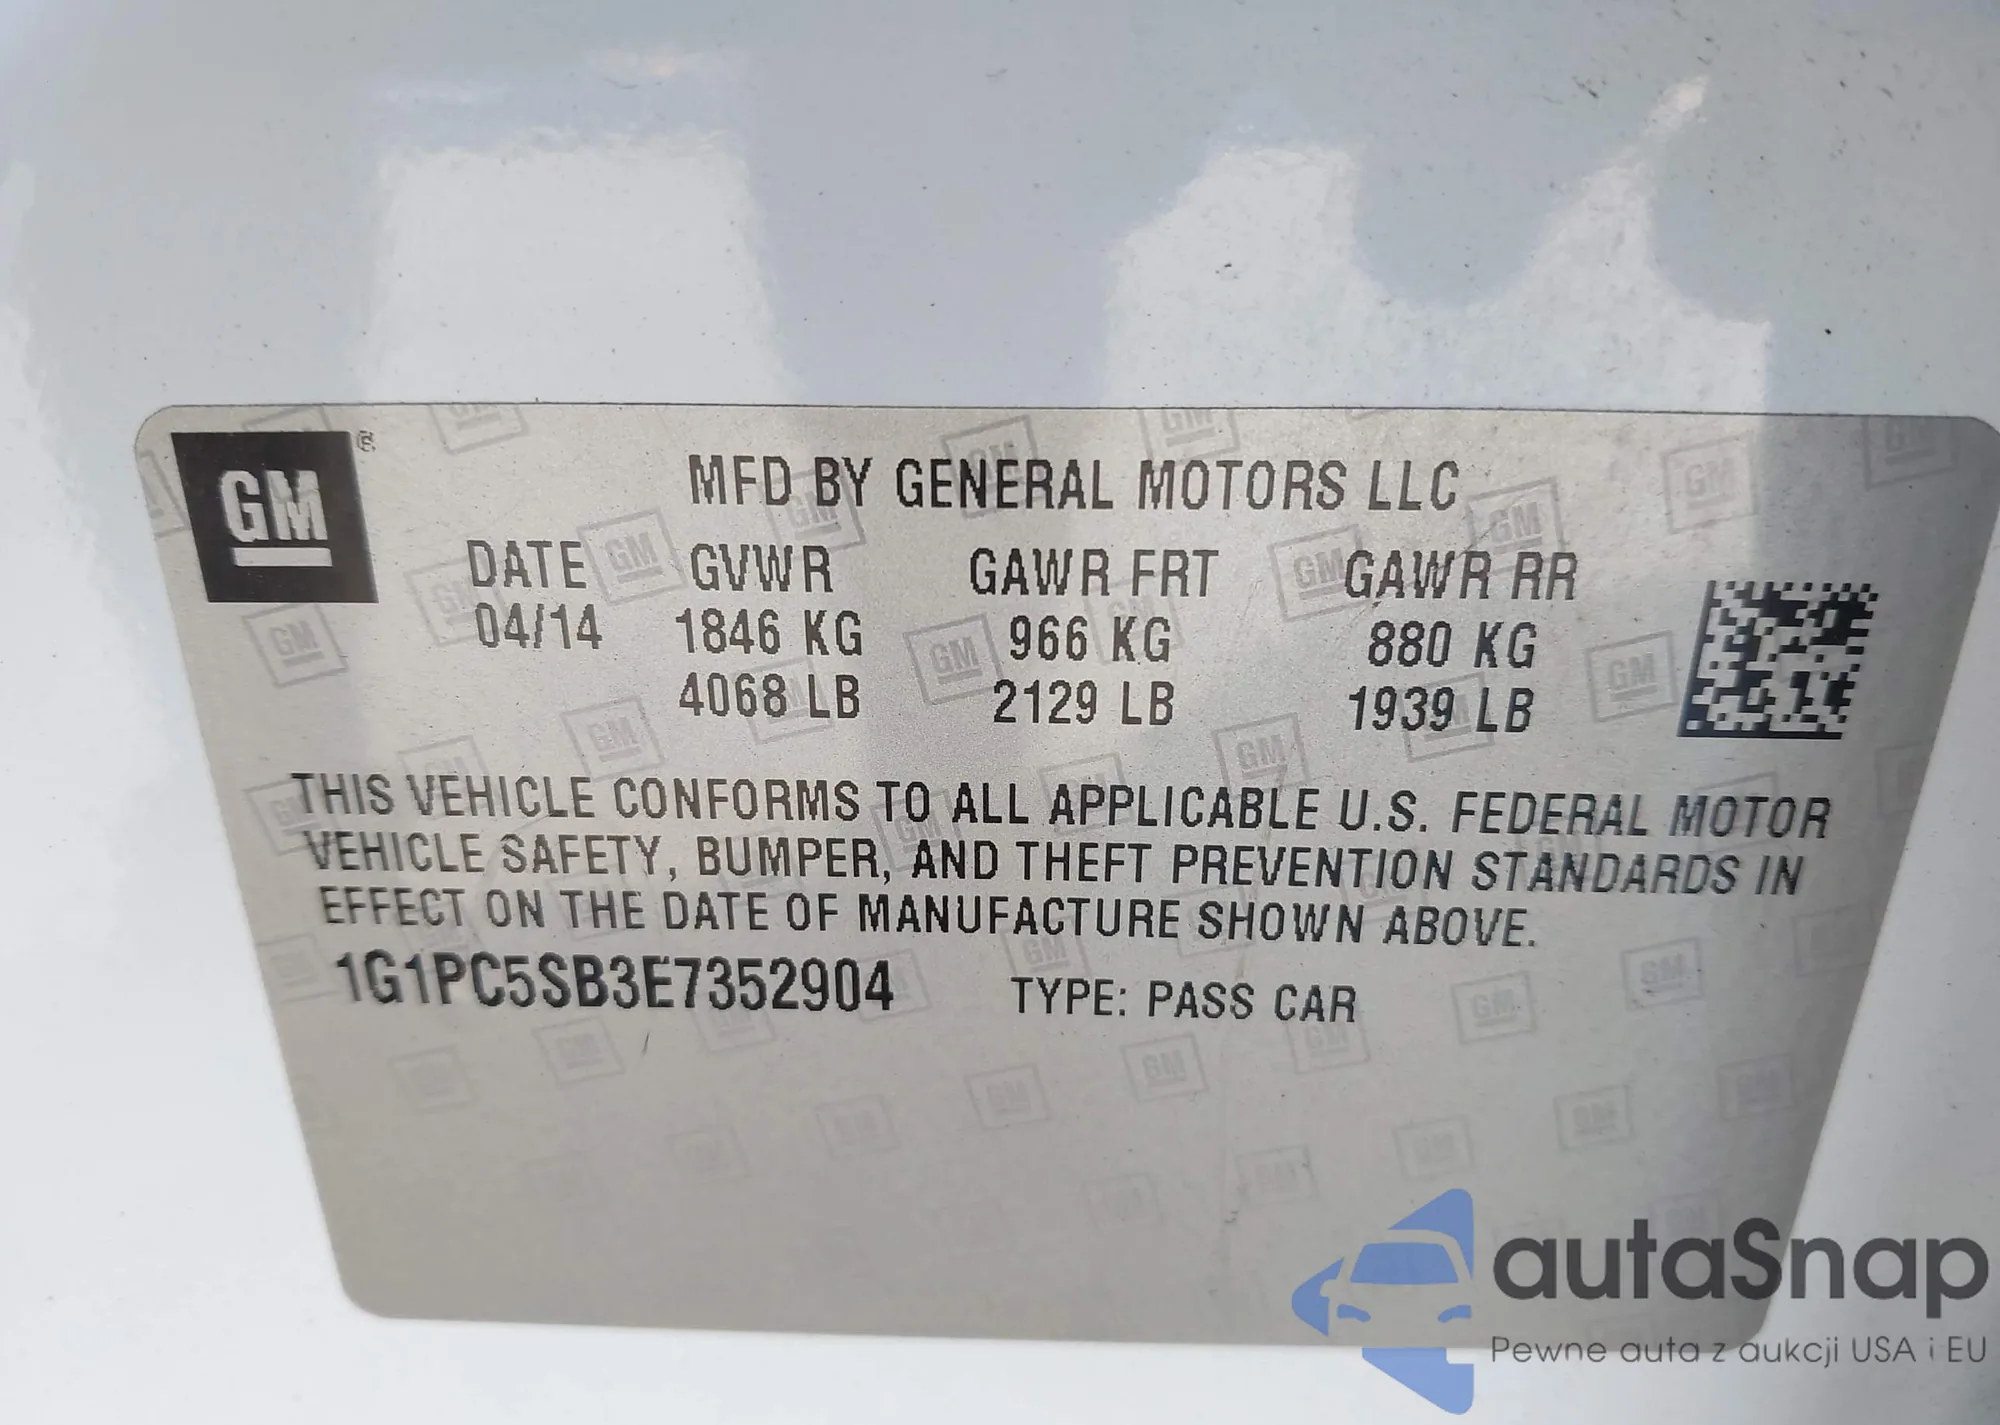 GM
MFD BY GENERAL MOTORS LLC
DATE GVWR GAWR FRT GAWR RR
04/14 1846 KG 966 KG 880 KG
4068 LB 2129 LB 1939 LB
THIS VEHICLE CONFORMS TO ALL APPLICABLE U.S. FEDERAL MOTOR
VEHICLE SAFETY, BUMPER, AND THEFT PREVENTION STANDARDS IN
EFFECT ON THE DATE OF MANUFACTURE SHOWN ABOVE.
1G1PC5SB3E7352904 TYPE: PASS CAR
autaSnap
Pewne auta z aukcji USA i EU